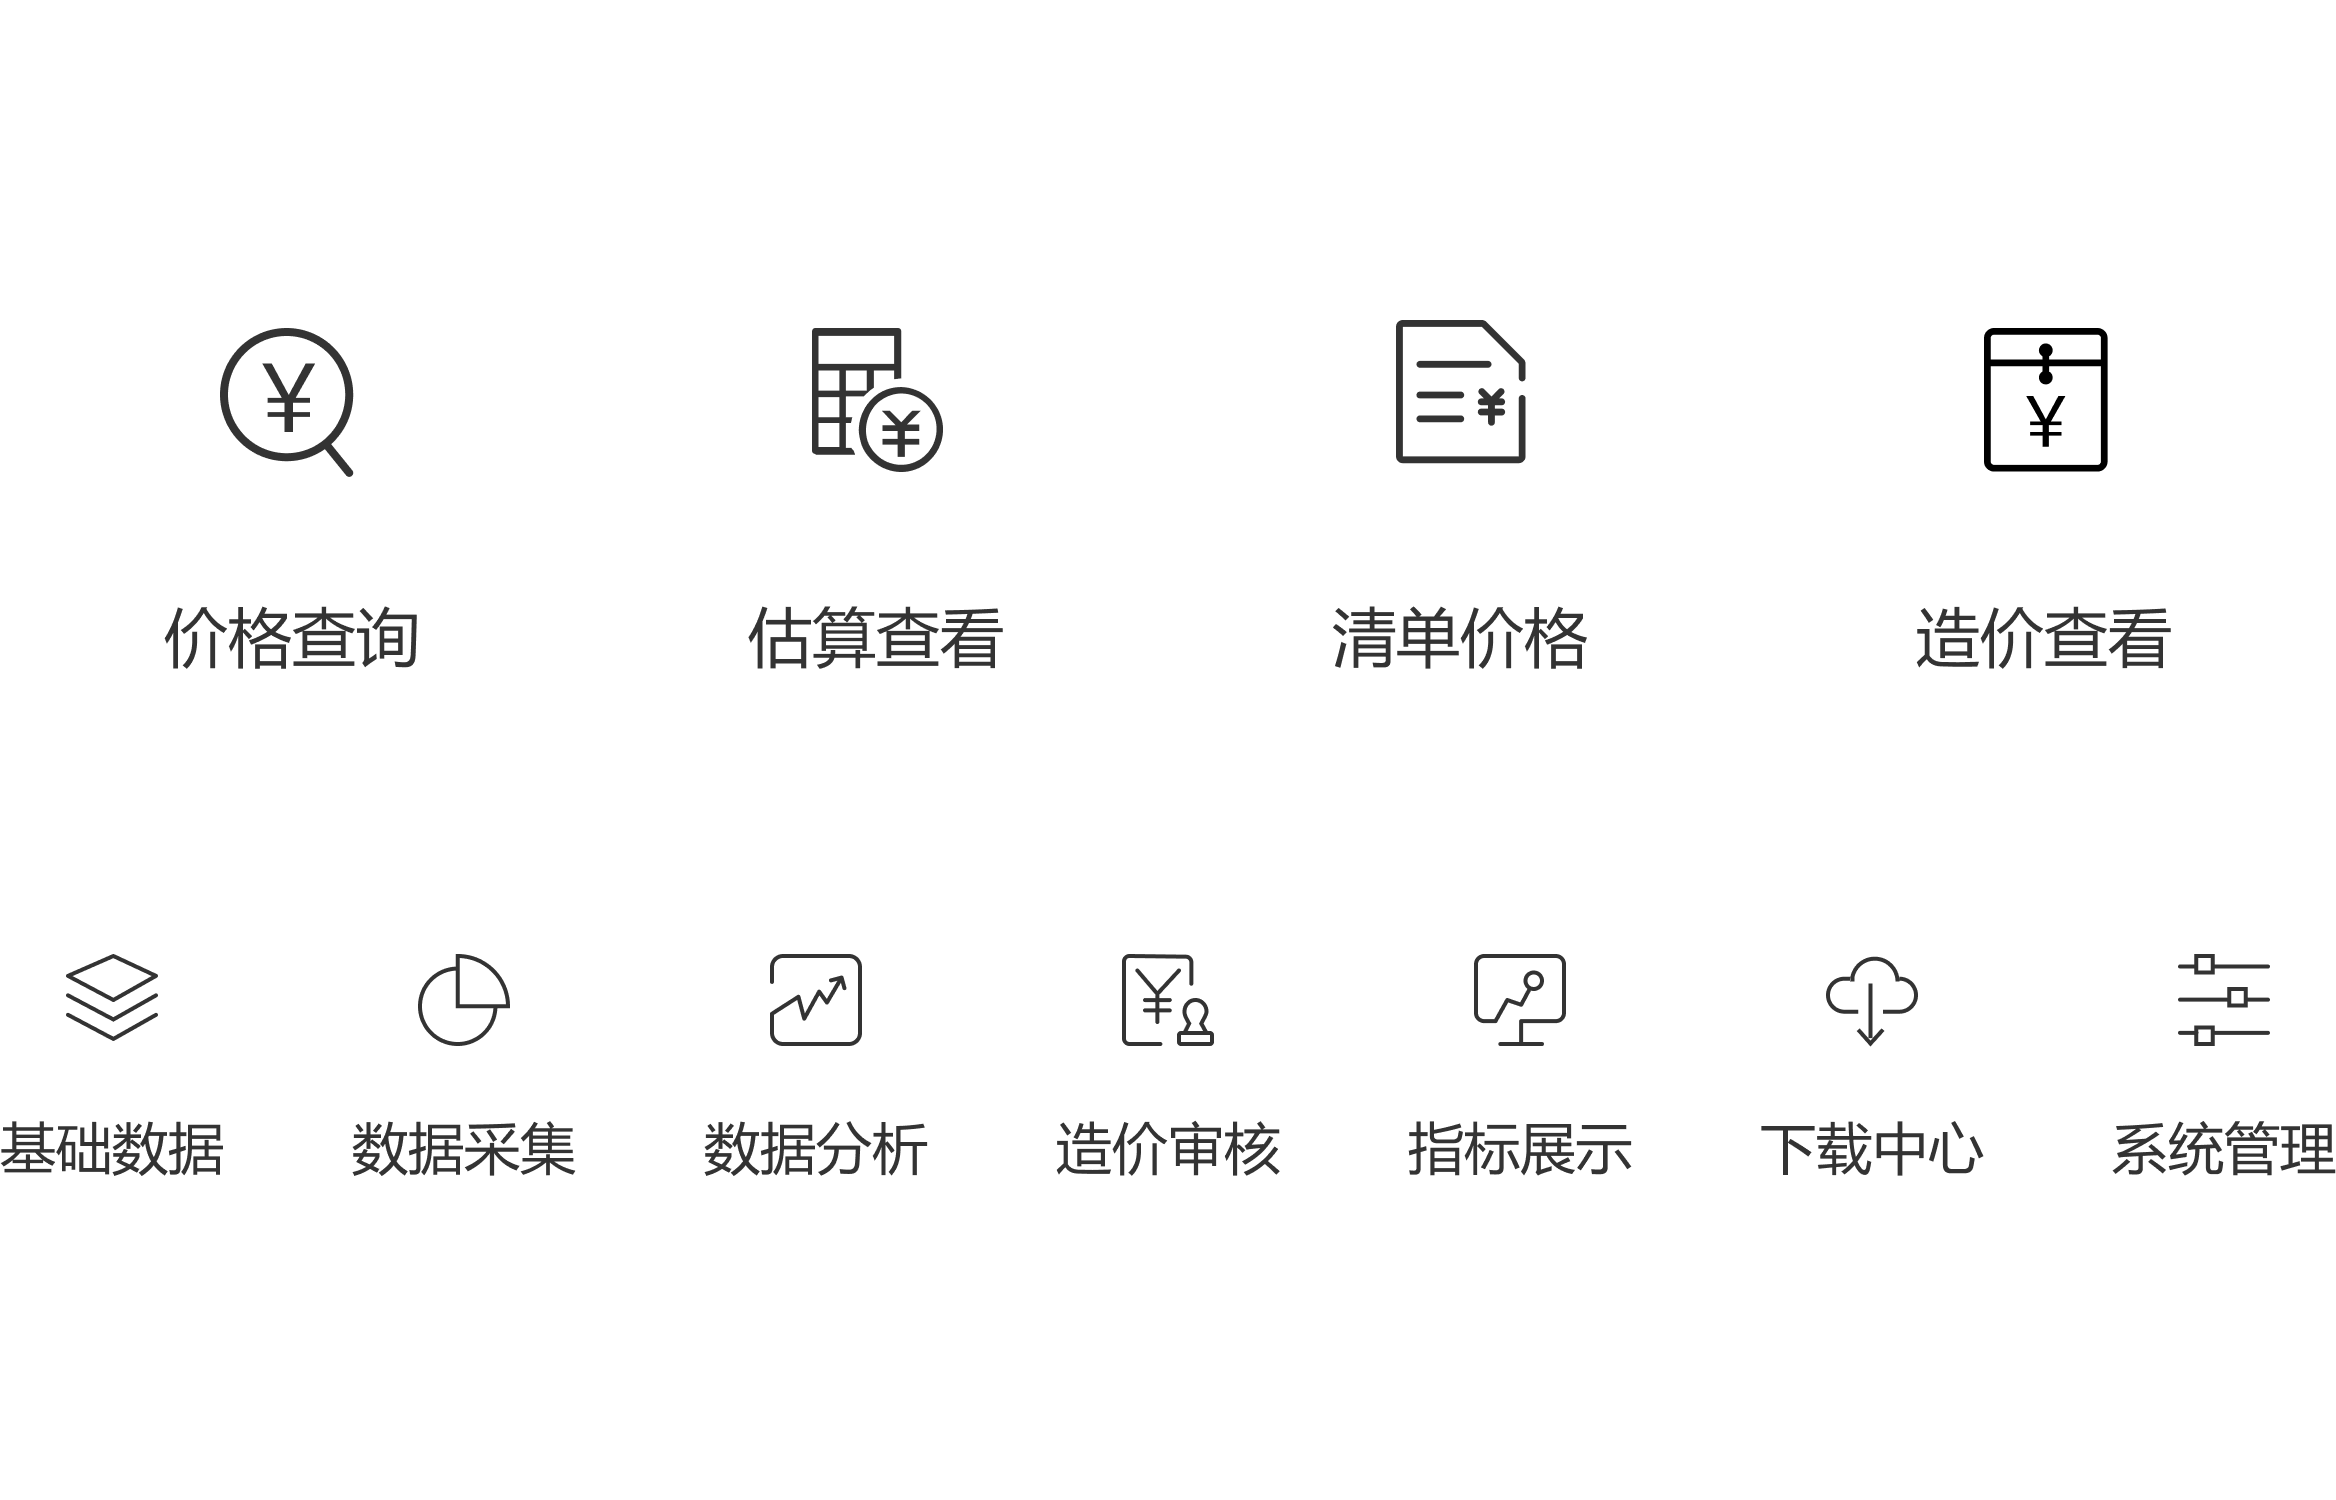 价格查询 估算查看 清单价格 造价查看
基础数据 数据采集 数据分析 造价审核 指标展示 下载中心 系统管理